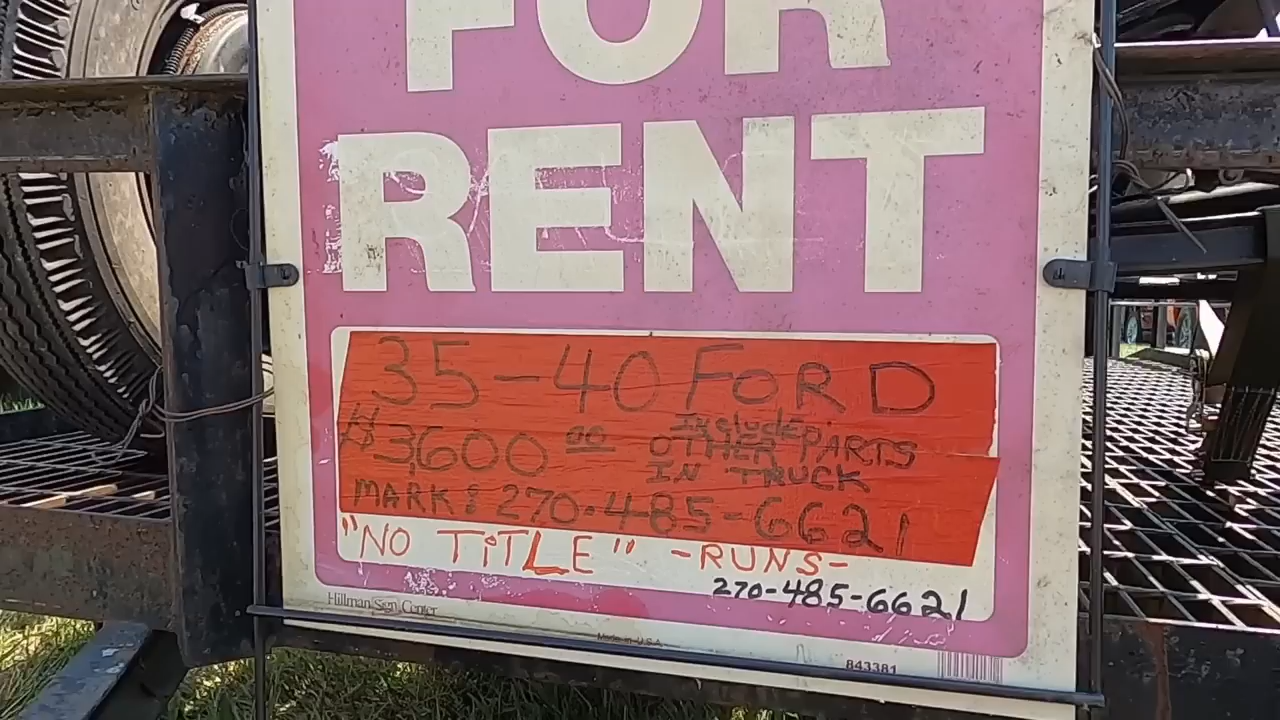 FOR
RENT
35-40 FORD
$3,600 00 Includes
OTHER PARTS
IN TRUCK
MARK: 270-485-6621
"NO TITLE" -RUNS-
270-485-6621
Hillman Sign Center
Made in U.S.A.
843381